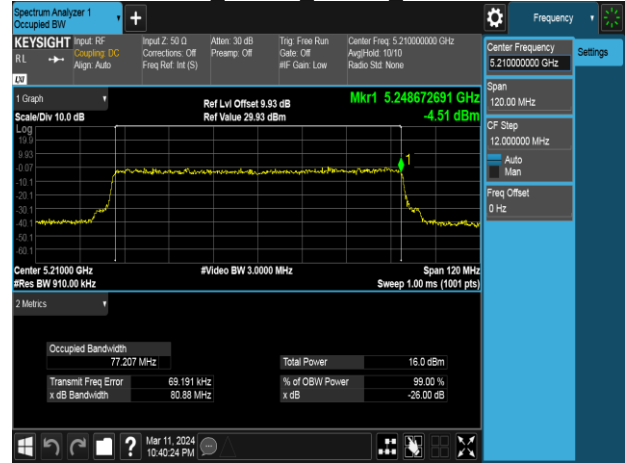 Spectrum Analyzer 1
Occupied BW
Frequency
KEYSIGHT
Input: RF
Coupling: DC
Align: Auto
Input Z: 50 Ω
Corrections: Off
Freq Ref: Int (S)
Atten: 30 dB
Preamp: Off
Trig: Free Run
Gate: Off
#IF Gain: Low
Center Freq: 5.210000000 GHz
Avg|Hold: 10/10
Radio Std: None
RL
LXI
Center Frequency
5.210000000 GHz
Settings
Span
120.00 MHz
CF Step
12.000000 MHz
Auto
Man
Freq Offset
0 Hz
1 Graph
Scale/Div 10.0 dB
Ref Lvl Offset 9.93 dB
Ref Value 29.93 dBm
Mkr1 5.248672691 GHz
-4.51 dBm
Log
19.9
9.93
-0.07
-10.1
-20.1
-30.1
-40.1
-50.1
-60.1
1
Center 5.21000 GHz
#Res BW 910.00 kHz
#Video BW 3.0000 MHz
Span 120 MHz
Sweep 1.00 ms (1001 pts)
2 Metrics
Occupied Bandwidth
77.207 MHz
Total Power 16.0 dBm
Transmit Freq Error 69.191 kHz % of OBW Power 99.00 %
x dB Bandwidth 80.88 MHz x dB -26.00 dB
Mar 11, 2024
10:40:24 PM